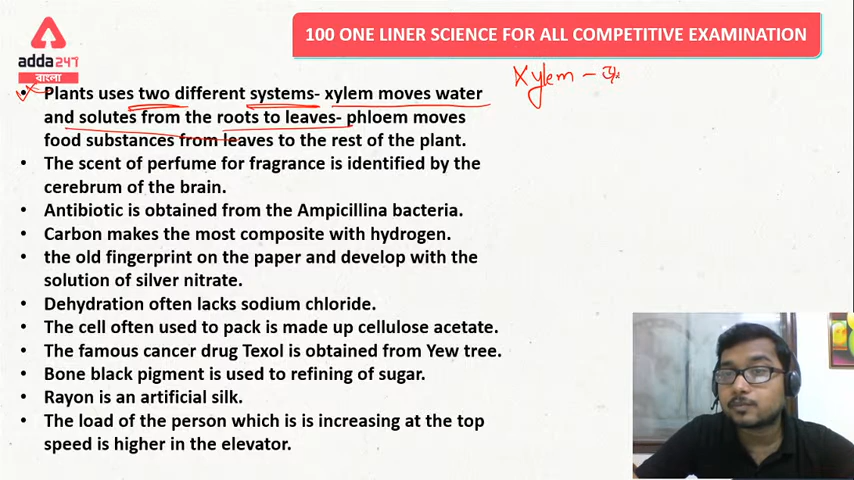 100 ONE LINER SCIENCE FOR ALL COMPETITIVE EXAMINATION
adda247
বাংলা
Xylem -
• Plants uses two different systems- xylem moves water
and solutes from the roots to leaves- phloem moves
food substances from leaves to the rest of the plant.
• The scent of perfume for fragrance is identified by the
cerebrum of the brain.
• Antibiotic is obtained from the Ampicillina bacteria.
• Carbon makes the most composite with hydrogen.
• the old fingerprint on the paper and develop with the
solution of silver nitrate.
• Dehydration often lacks sodium chloride.
• The cell often used to pack is made up cellulose acetate.
• The famous cancer drug Texol is obtained from Yew tree.
• Bone black pigment is used to refining of sugar.
• Rayon is an artificial silk.
• The load of the person which is is increasing at the top
speed is higher in the elevator.